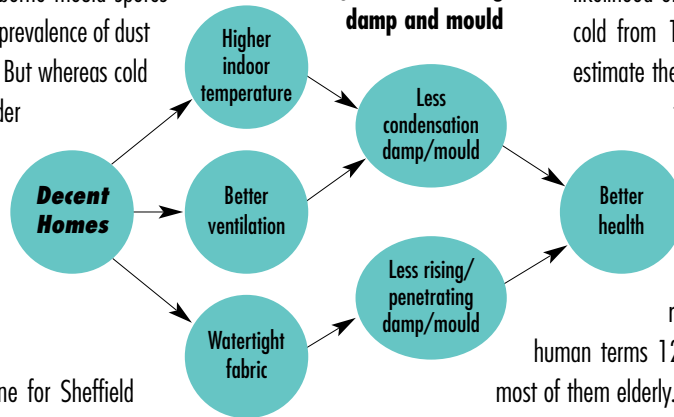 prevalence of dust
But whereas cold
damp and mould
cold from 1
estimate the
Higher
indoor
temperature
Less
condensation
damp/mould
Decent
Homes
Better
ventilation
Better
health
Less rising/
penetrating
damp/mould
Watertight
fabric
ne for Sheffield
human terms 12
most of them elderly.